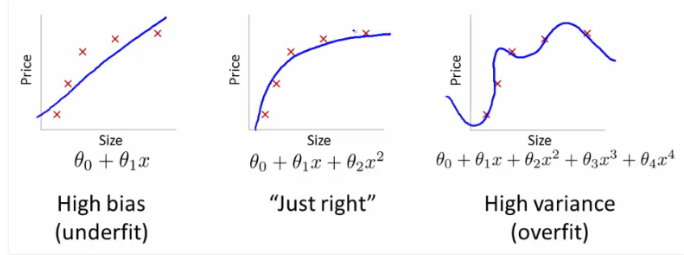 Price
Size
θ₀ + θ₁x
High bias
(underfit)
Price
Size
θ₀ + θ₁x + θ₂x²
“Just right”
Price
Size
θ₀ + θ₁x + θ₂x² + θ₃x³ + θ₄x⁴
High variance
(overfit)